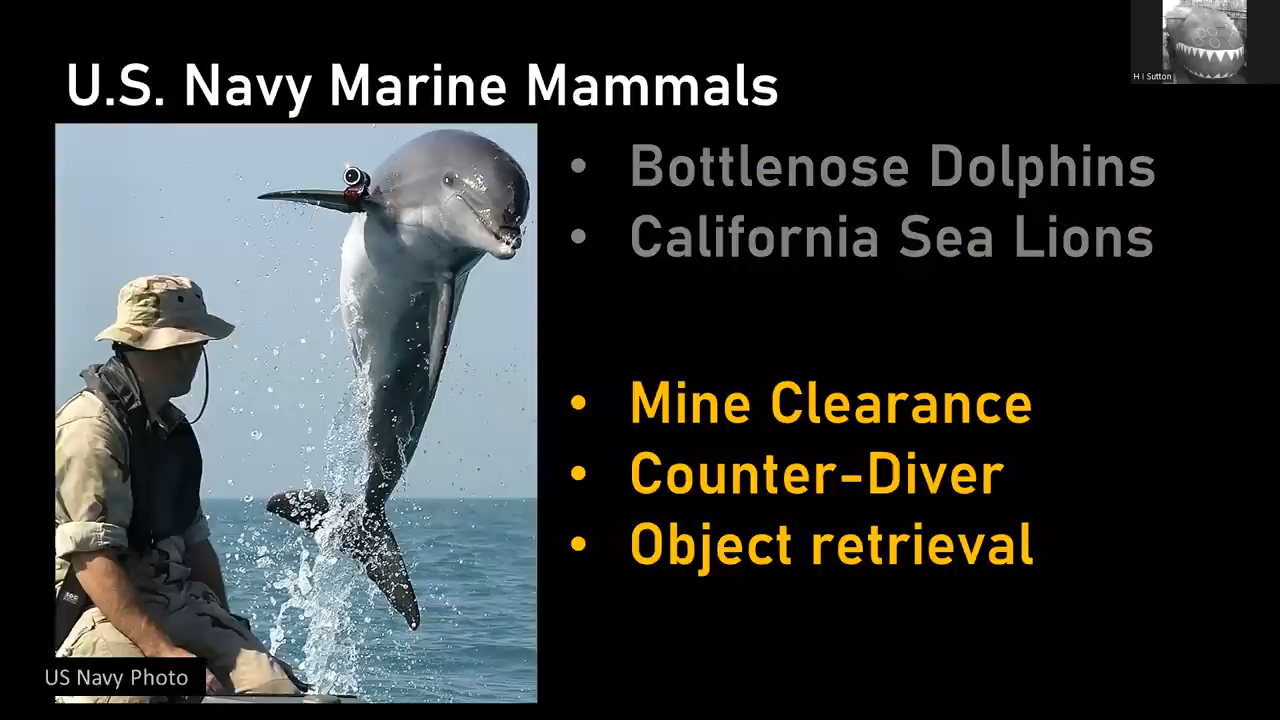 H I Sutton
U.S. Navy Marine Mammals
• Bottlenose Dolphins
• California Sea Lions
• Mine Clearance
• Counter-Diver
• Object retrieval
US Navy Photo